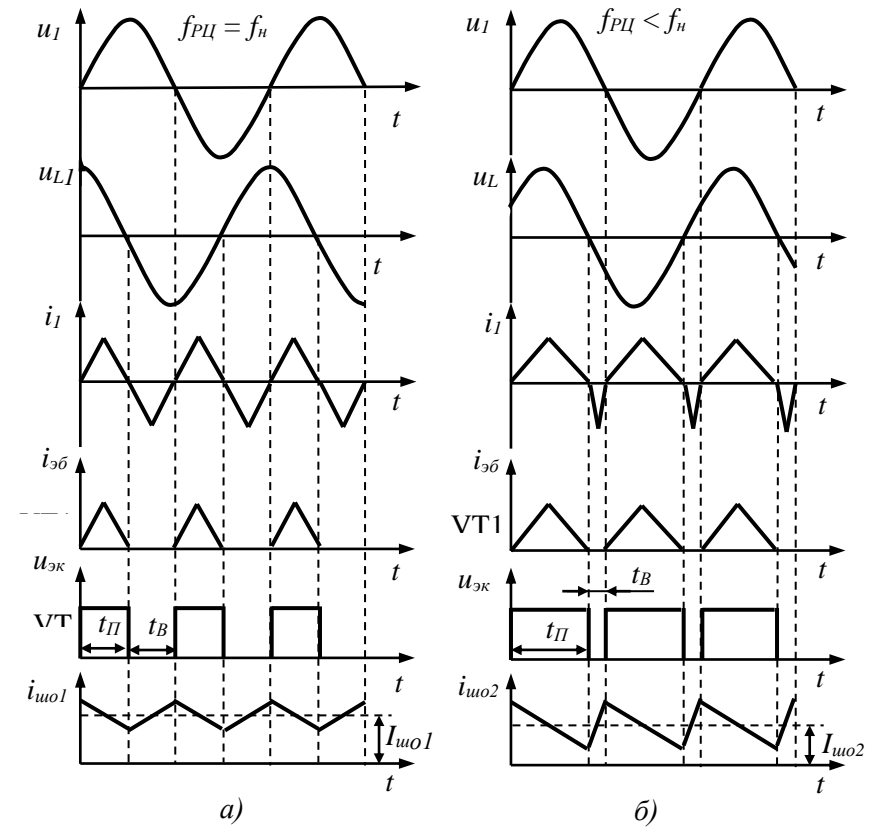 u1
fРЦ = fн
t
uL1
t
i1
t
iэб
t
uэк
VT
tП
tВ
t
iшо1
Iшо1
t
а)
u1
fРЦ < fн
t
uL
t
i1
t
iэб
VT1
t
uэк
tВ
tП
t
iшо2
Iшо2
t
б)